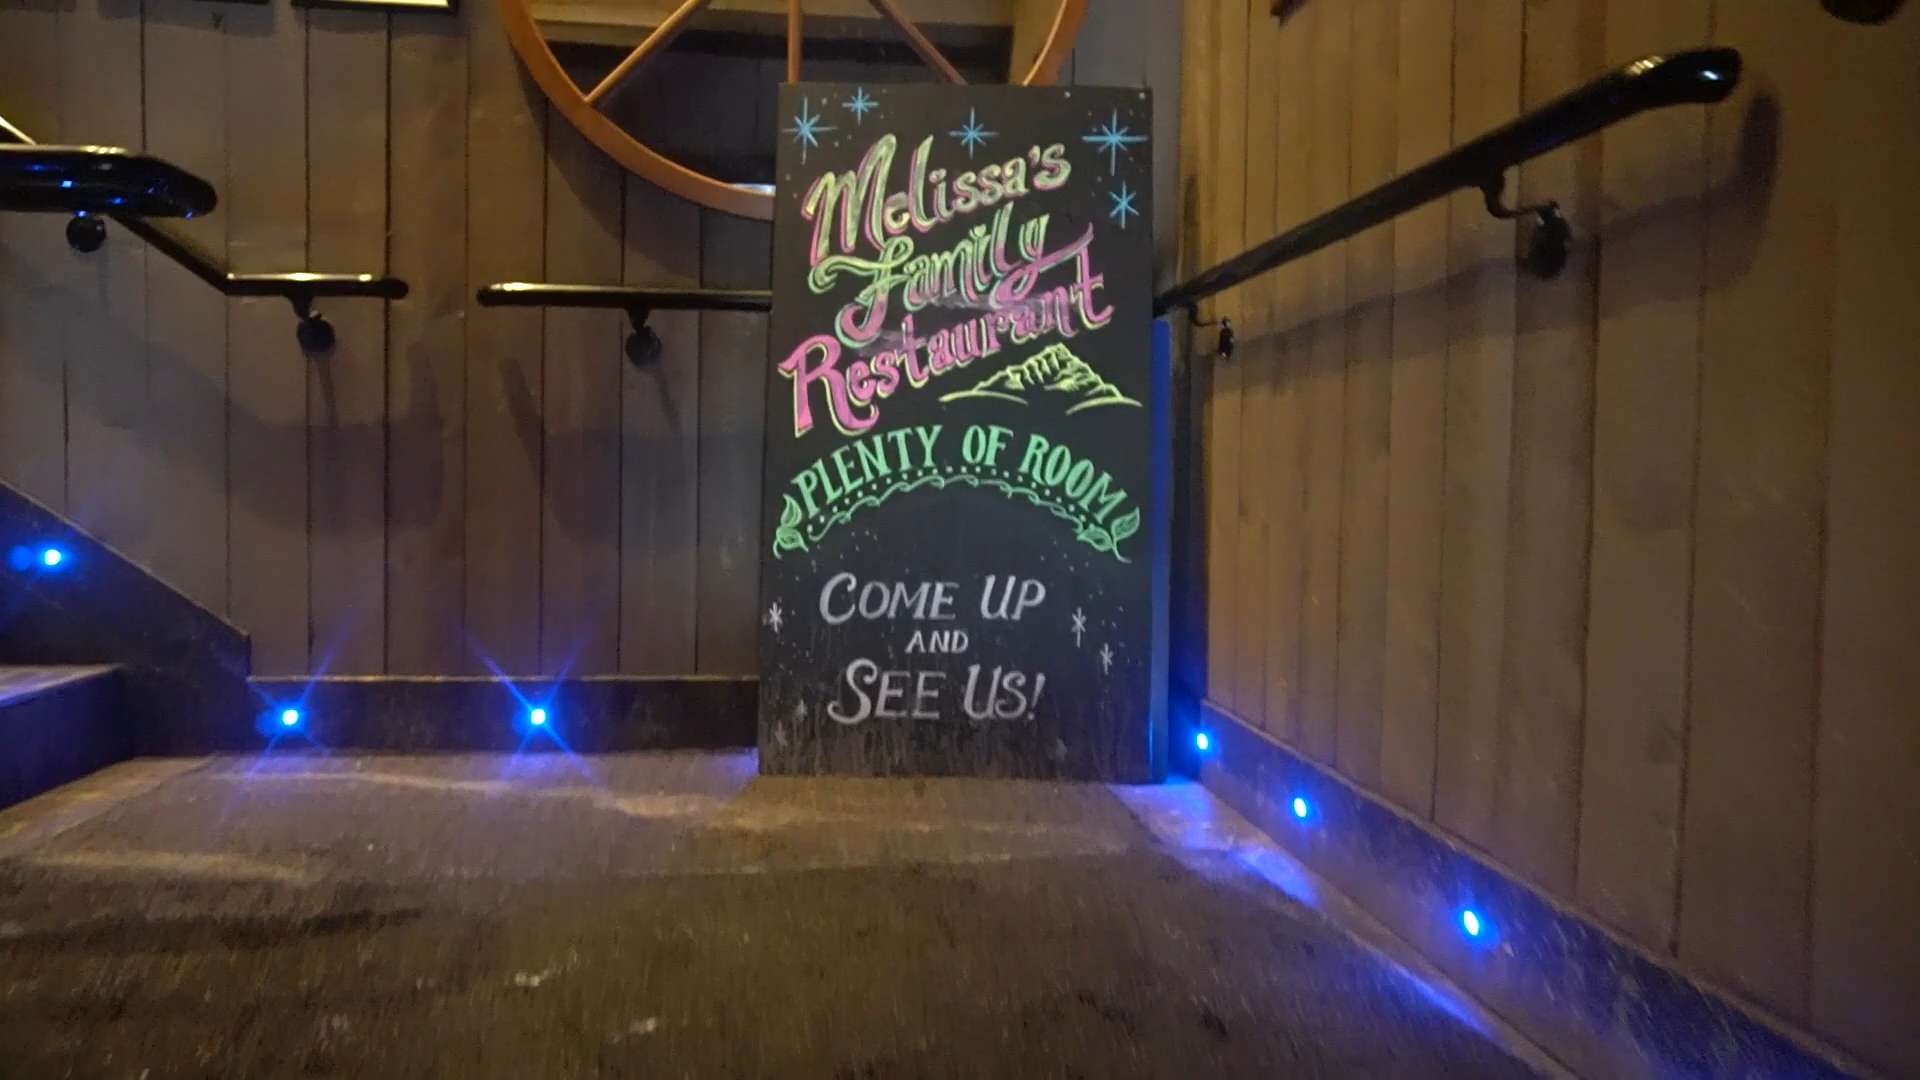 Melissa's
Family
Restaurant
PLENTY OF ROOM
COME UP
AND
SEE US!